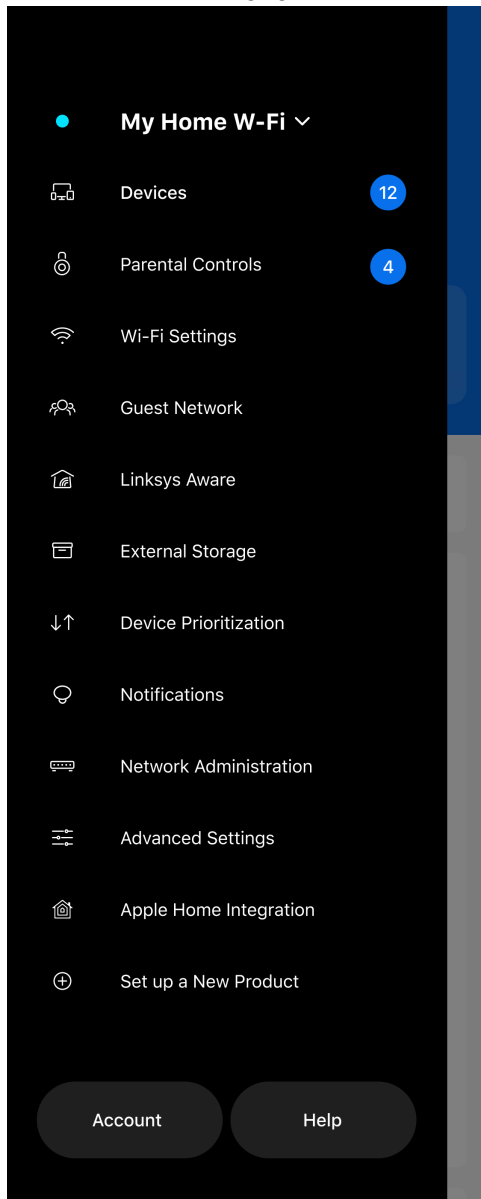 My Home W-Fi
Devices 12
Parental Controls 4
Wi-Fi Settings
Guest Network
Linksys Aware
External Storage
Device Prioritization
Notifications
Network Administration
Advanced Settings
Apple Home Integration
Set up a New Product
Account Help